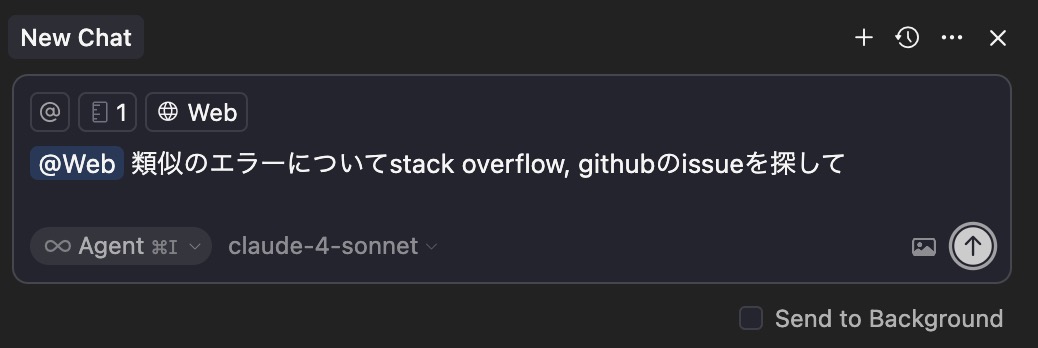 New Chat
@ 1 Web
@Web 類似のエラーについてstack overflow, githubのissueを探して
Agent ⌘I claude-4-sonnet
Send to Background